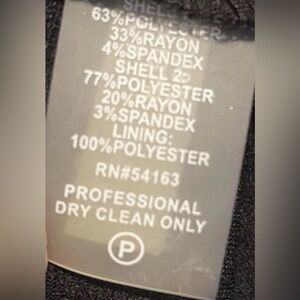 SHELL
63%POLYESTER
33%RAYON
4%SPANDEX
SHELL 2:
77%POLYESTER
20%RAYON
3%SPANDEX
LINING:
100%POLYESTER
RN#54163
PROFESSIONAL
DRY CLEAN ONLY
P